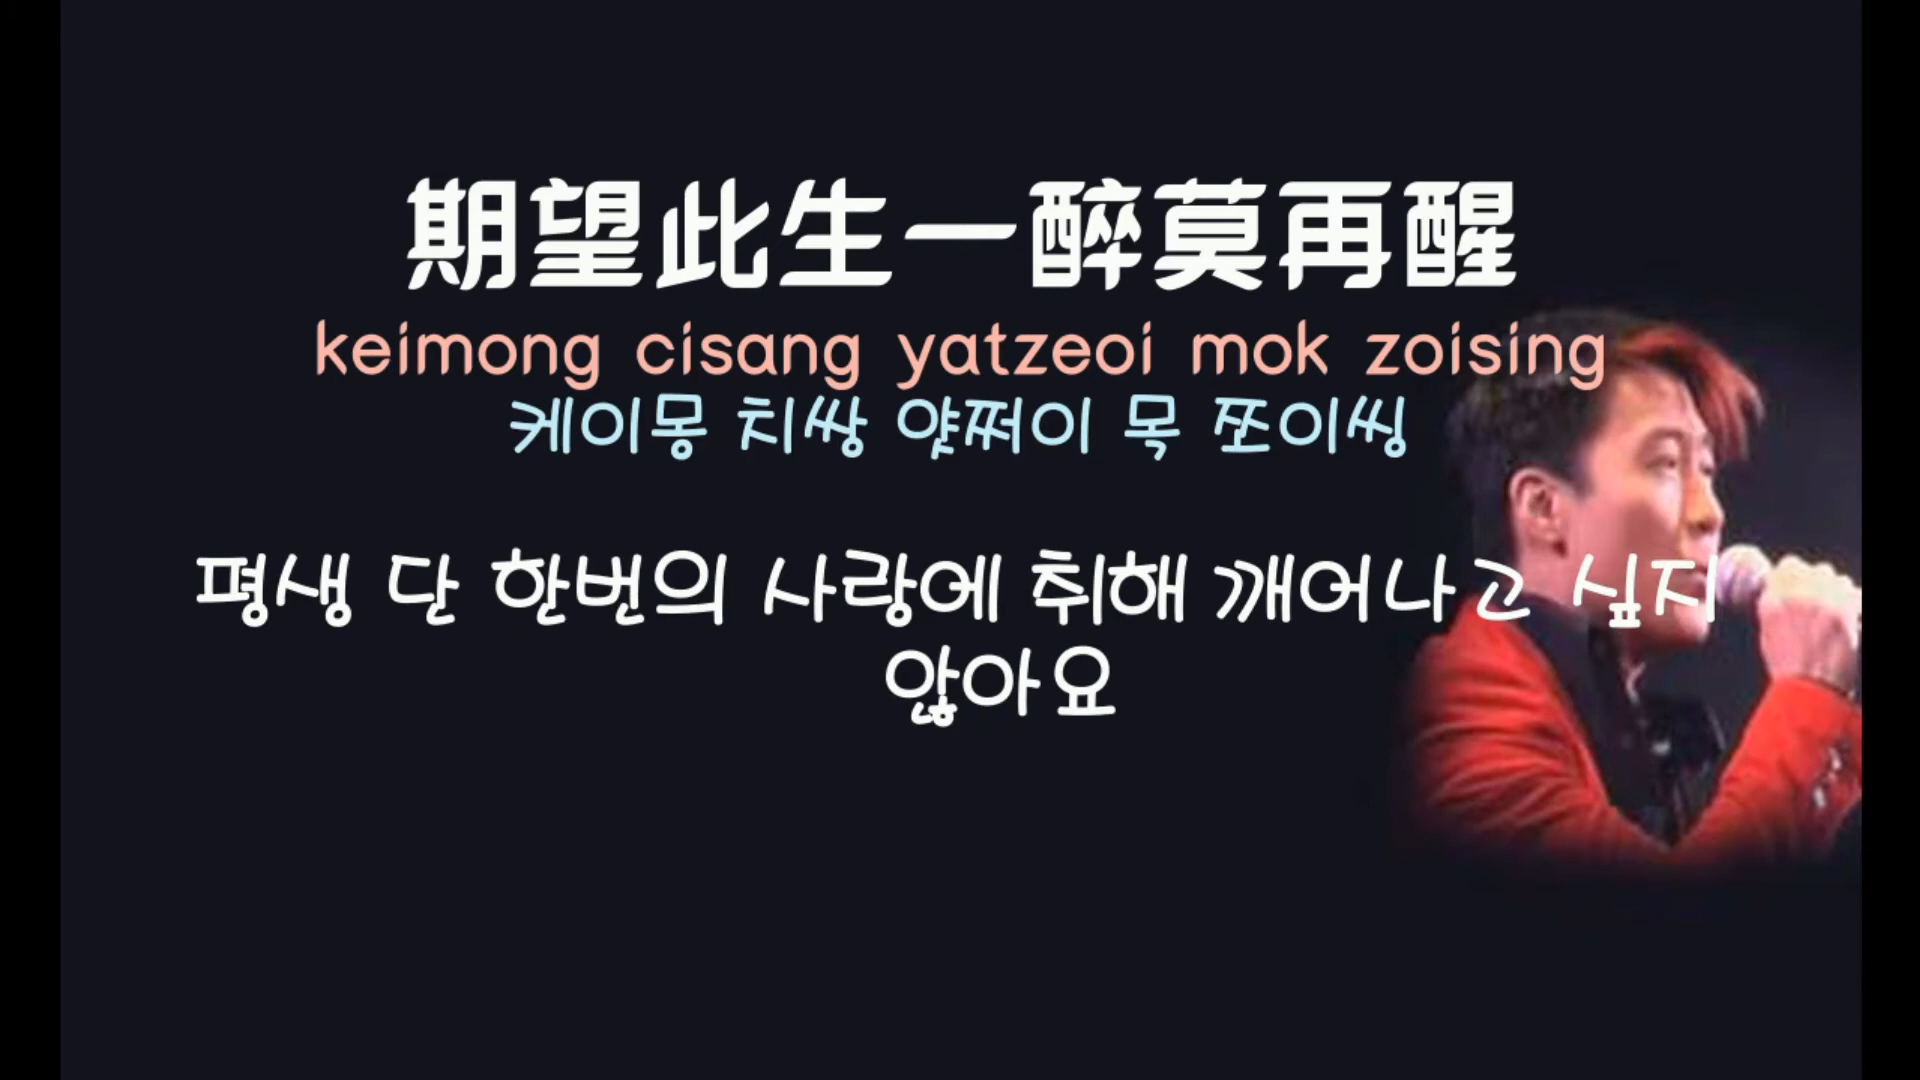 期望此生一醉莫再醒
keimong cisang yatzeoi mok zoising
케이몽 치쌍 얏쩌이 목 쪼이씽
평생 단 한번의 사랑에 취해 깨어나고 싶지
않아요